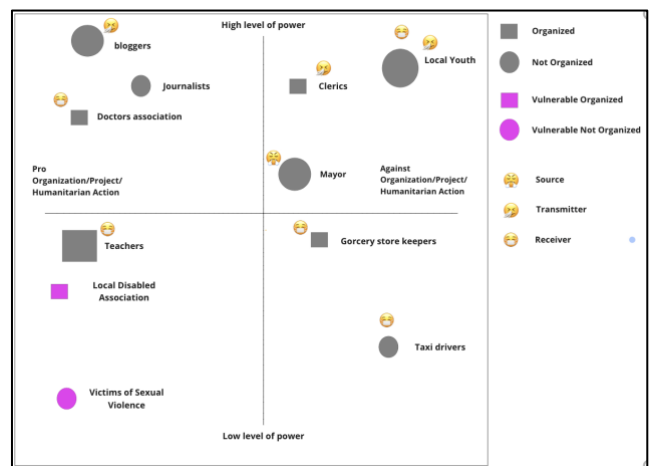 High level of power
bloggers
Local Youth
Journalists
Clerics
Doctors association
Pro
Organization/Project/
Humanitarian Action
Mayor
Against
Organization/Project/
Humanitarian Action
Teachers
Gorcery store keepers
Local Disabled
Association
Taxi drivers
Victims of Sexual
Violence
Low level of power
Organized
Not Organized
Vulnerable Organized
Vulnerable Not Organized
Source
Transmitter
Receiver